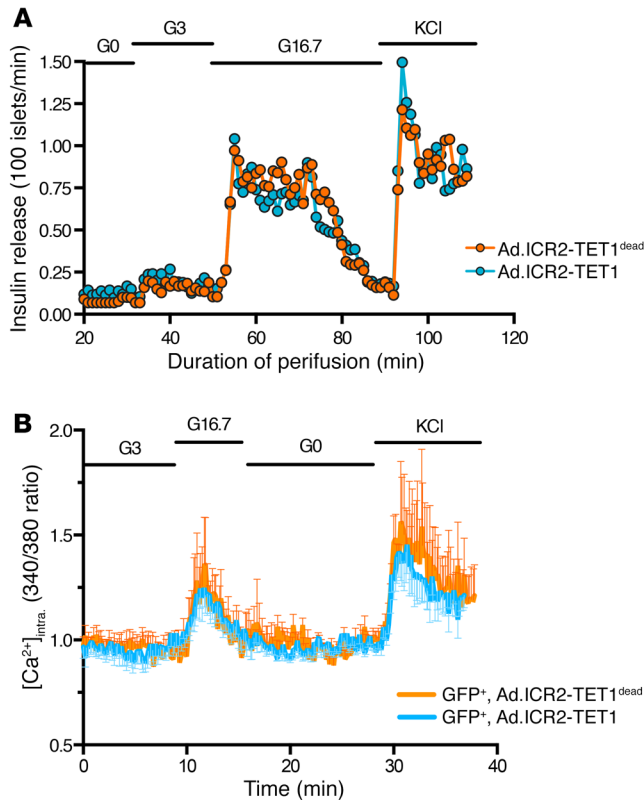 A
G0
G3
G16.7
KCl
Insulin release (100 islets/min)
1.50
1.25
1.00
0.75
0.50
0.25
0.00
20
40
60
80
100
120
Duration of perifusion (min)
Ad.ICR2-TET1dead
Ad.ICR2-TET1
B
G3
G16.7
G0
KCl
[Ca2+]intra. (340/380 ratio)
2.0
1.5
1.0
0.5
0
10
20
30
40
Time (min)
GFP+, Ad.ICR2-TET1dead
GFP+, Ad.ICR2-TET1